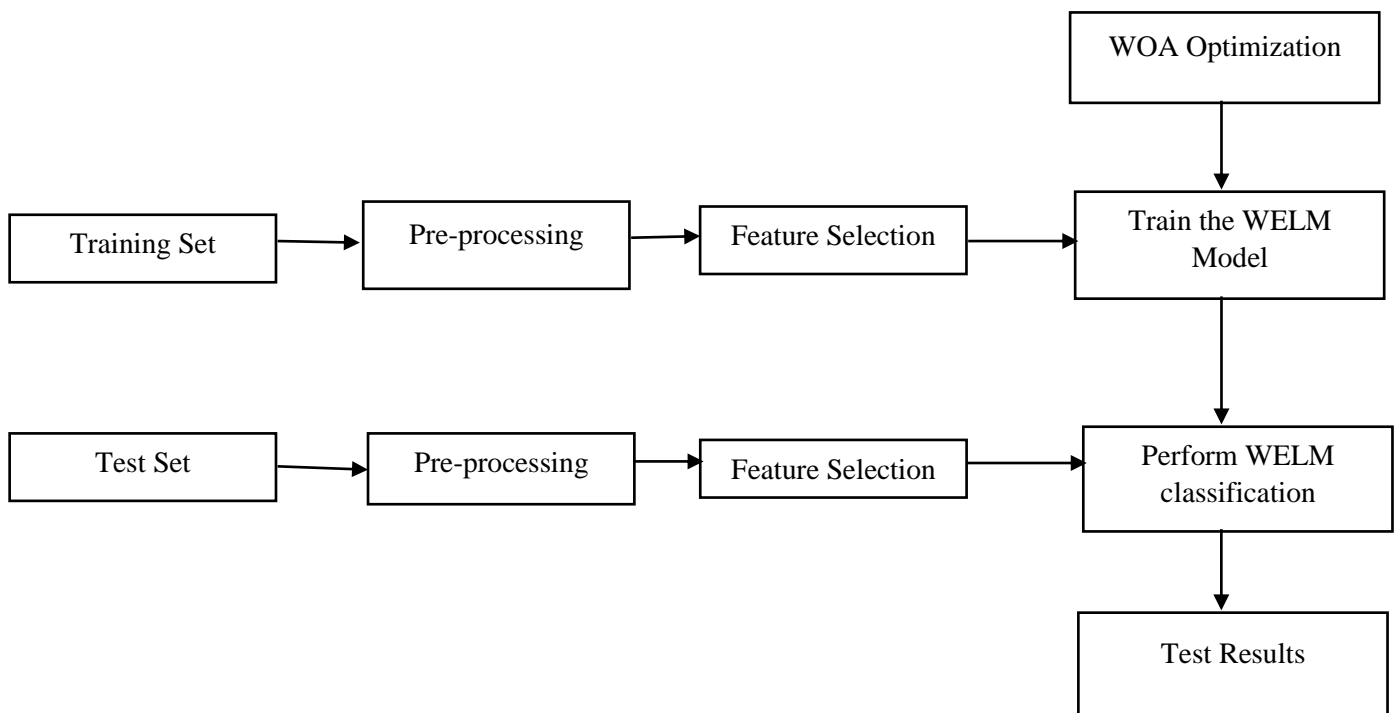 WOA Optimization
Training Set
Pre-processing
Feature Selection
Train the WELM
Model
Test Set
Pre-processing
Feature Selection
Perform WELM
classification
Test Results